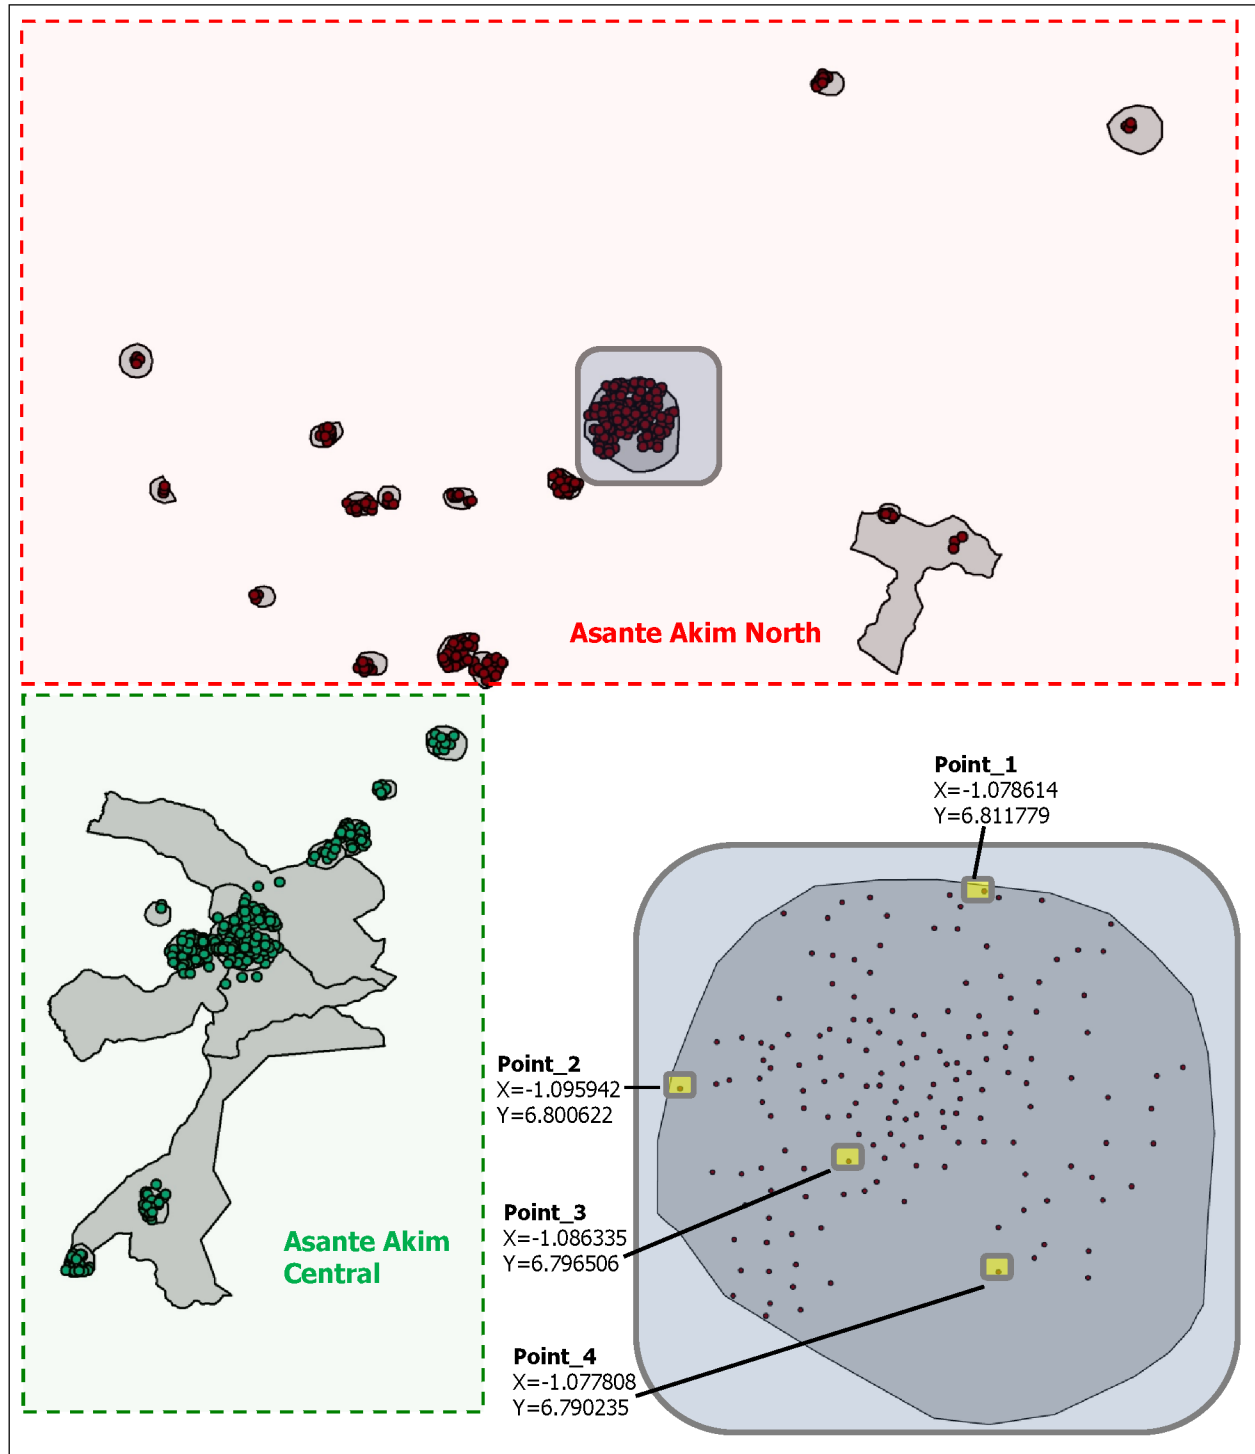 Asante Akim North
Point_1
X=-1.078614
Y=6.811779
Point_2
X=-1.095942
Y=6.800622
Point_3
X=-1.086335
Y=6.796506
Asante Akim
Central
Point_4
X=-1.077808
Y=6.790235